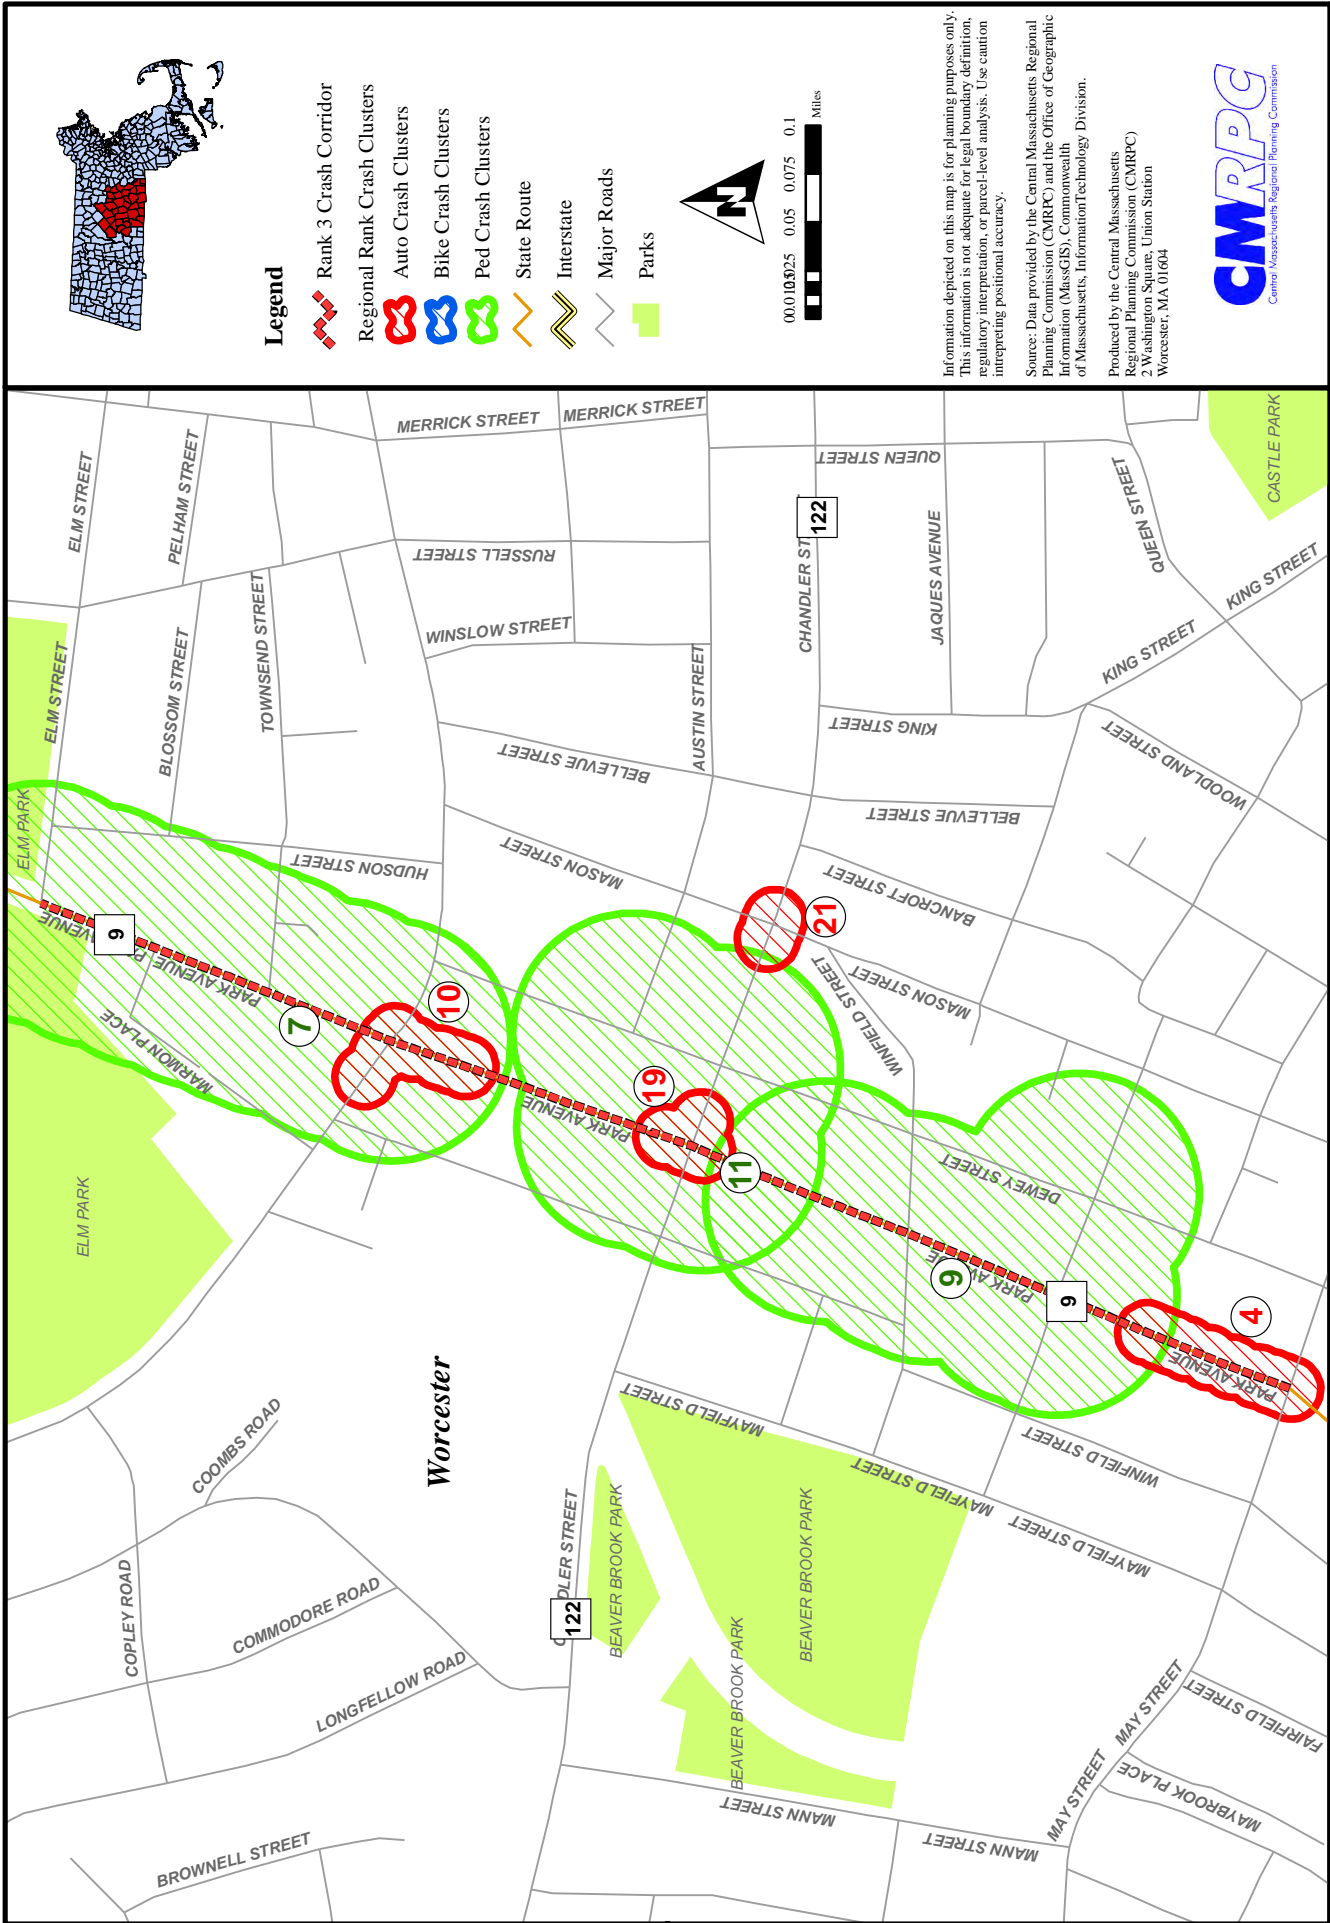 Legend
Rank 3 Crash Corridor
Regional Rank Crash Clusters
Auto Crash Clusters
Bike Crash Clusters
Ped Crash Clusters
State Route
Interstate
Major Roads
Parks
N
0.05
0.075
0.1
Miles
Information depicted on this map is for planning purposes only.
This information is not adequate for legal boundary definition,
regulatory interpretation, or parcel-level analysis. Use caution
intrepreting positional accuracy.
Source: Data provided by the Central Massachusetts Regional
Planning Commission (CMRPC) and the Office of Geographic
Information (MassGIS), Commonwealth
of Massachusetts, InformationTechnology Division.
Produced by the Central Massachusetts
Regional Planning Commission (CMRPC)
2 Washington Square, Union Station
Worcester, MA 01604
CMRPC
Central Massachusetts Regional Planning Commission
ELM STREET
PELHAM STREET
MERRICK STREET
MERRICK STREET
QUEEN STREET
QUEEN STREET
CASTLE PARK
KING STREET
KING STREET
KING STREET
RUSSELL STREET
WINSLOW STREET
CHANDLER ST
122
JAQUES AVENUE
ELM STREET
BLOSSOM STREET
TOWNSEND STREET
AUSTIN STREET
BELLEVUE STREET
BELLEVUE STREET
WOODLAND STREET
ELM PARK
HUDSON STREET
MASON STREET
BANCROFT STREET
21
MASON STREET
WINFIELD STREET
AVENUE
9
PARK AVENUE
7
10
MARMON PLACE
PARK AVENUE
19
11
DEWEY STREET
9
PARK AVENUE
9
4
PARK AVENUE
ELM PARK
Worcester
MAYFIELD STREET
MAYFIELD STREET
MAYFIELD STREET
WINFIELD STREET
COOMBS ROAD
COPLEY ROAD
COMMODORE ROAD
LONGFELLOW ROAD
BROWNELL STREET
DLER STREET
122
BEAVER BROOK PARK
BEAVER BROOK PARK
BEAVER BROOK PARK
MANN STREET
MANN STREET
MAY STREET
MAY STREET
FAIRFIELD STREET
MAYBROOK PLACE